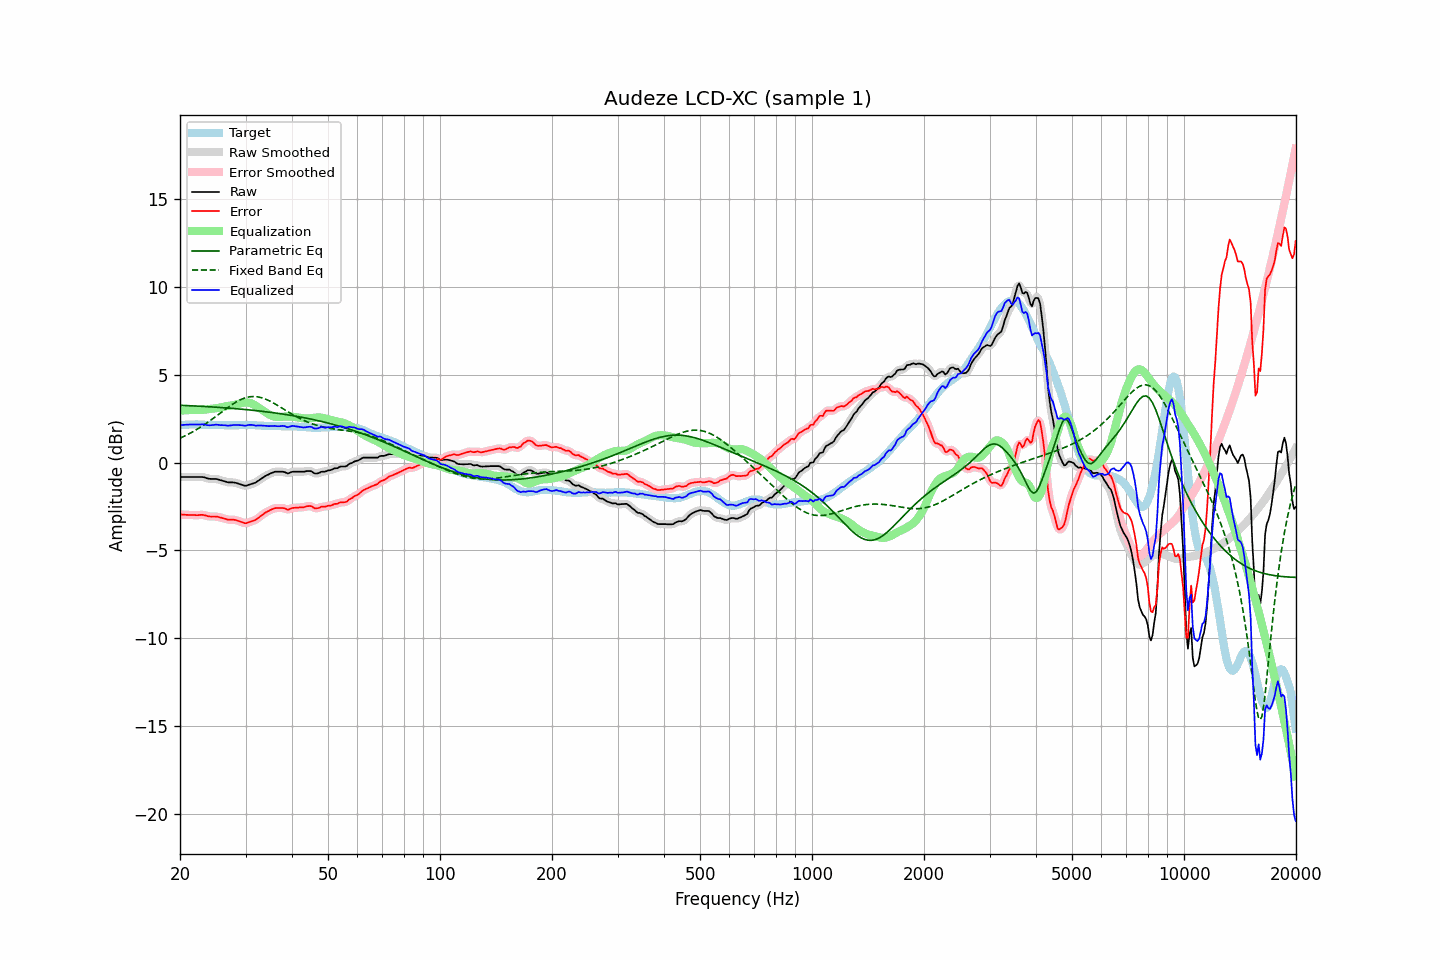 Audeze LCD-XC (sample 1)
Target
Raw Smoothed
Error Smoothed
Raw
Error
Equalization
Parametric Eq
Fixed Band Eq
Equalized
Amplitude (dBr)
15
10
5
0
−5
−10
−15
−20
20 50 100 200 500 1000 2000 5000 10000 20000
Frequency (Hz)